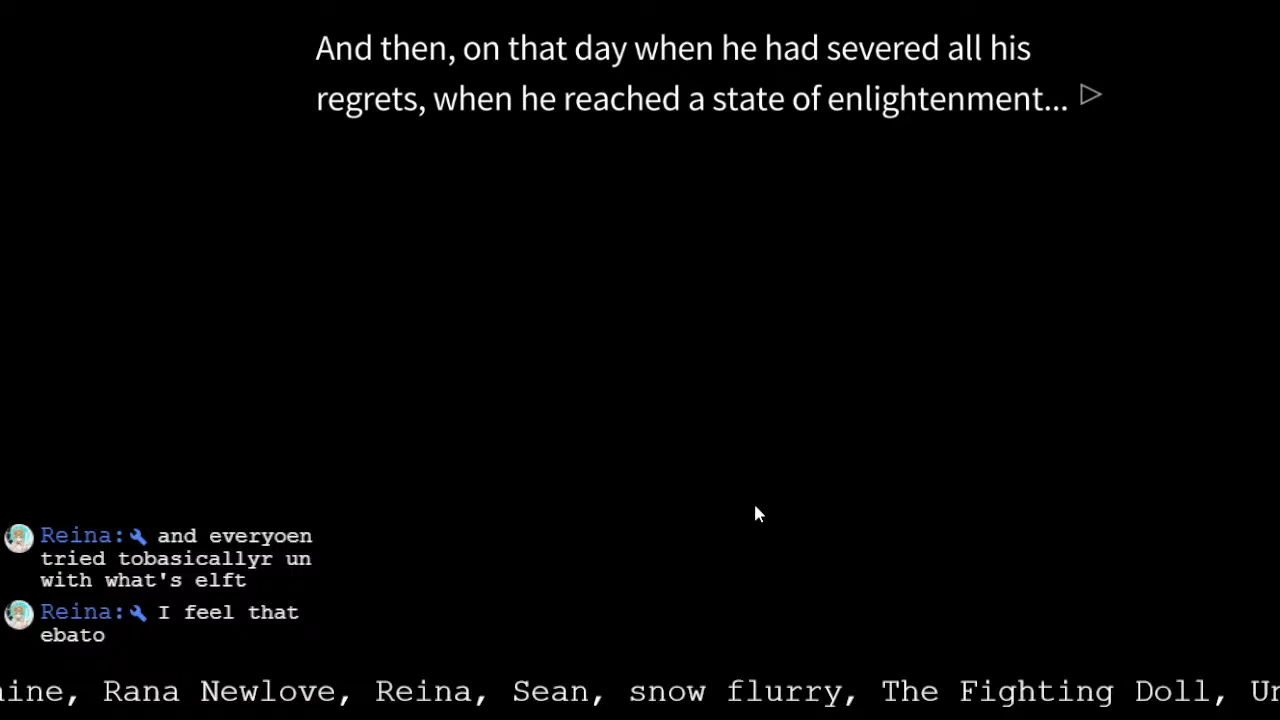 And then, on that day when he had severed all his
regrets, when he reached a state of enlightenment...
Reina: and everyoen
tried tobasicallyr un
with what's elft
Reina: I feel that
ebato
Rana Newlove, Reina, Sean, snow flurry, The Fighting Doll,